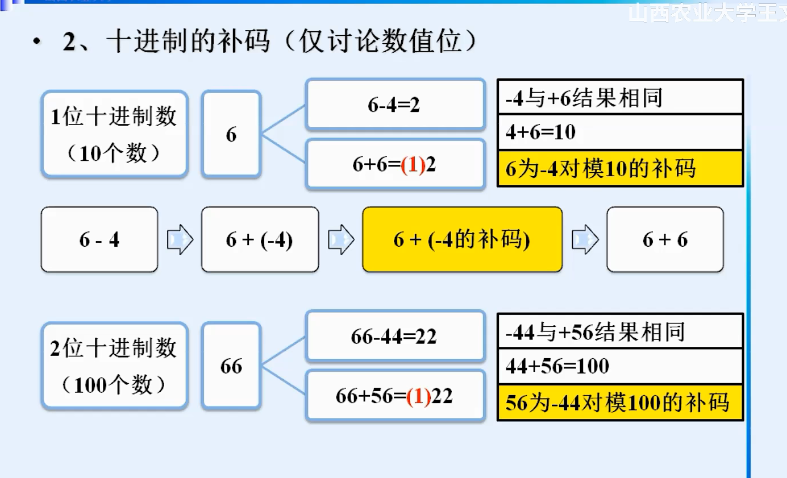 山西农业大学王文
• 2、十进制的补码（仅讨论数值位）
1位十进制数
（10个数）
6
6-4=2
6+6=(1)2
-4与+6结果相同
4+6=10
6为-4对模10的补码
6 - 4
6 + (-4)
6 + (-4的补码)
6 + 6
2位十进制数
（100个数）
66
66-44=22
66+56=(1)22
-44与+56结果相同
44+56=100
56为-44对模100的补码